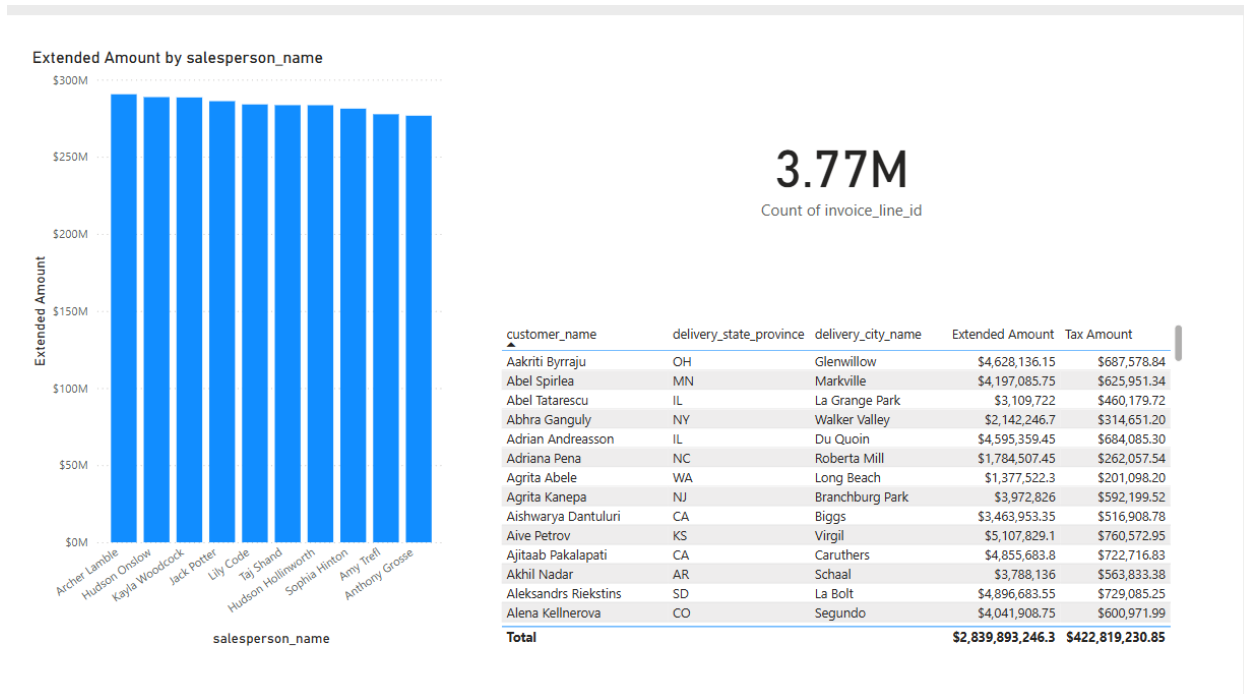 Extended Amount by salesperson_name
$300M
$250M
$200M
$150M
$100M
$50M
$0M
Extended Amount
Archer Lamble
Hudson Onslow
Kayla Woodcock
Jack Potter
Lily Code
Taj Shand
Hudson Hollinworth
Sophia Hinton
Amy Trefl
Anthony Grosse
salesperson_name
3.77M
Count of invoice_line_id
customer_name delivery_state_province delivery_city_name Extended Amount Tax Amount
Aakriti Byrraju OH Glenwillow $4,628,136.15 $687,578.84
Abel Spirlea MN Markville $4,197,085.75 $625,951.34
Abel Tatarescu IL La Grange Park $3,109,722 $460,179.72
Abhra Ganguly NY Walker Valley $2,142,246.7 $314,651.20
Adrian Andreasson IL Du Quoin $4,595,359.45 $684,085.30
Adriana Pena NC Roberta Mill $1,784,507.45 $262,057.54
Agrita Abele WA Long Beach $1,377,522.3 $201,098.20
Agrita Kanepa NJ Branchburg Park $3,972,826 $592,199.52
Aishwarya Dantuluri CA Biggs $3,463,953.35 $516,908.78
Aive Petrov KS Virgil $5,107,829.1 $760,572.95
Ajitaab Pakalapati CA Caruthers $4,855,683.8 $722,716.83
Akhil Nadar AR Schaal $3,788,136 $563,833.38
Aleksandrs Riekstins SD La Bolt $4,896,683.55 $729,085.25
Alena Kellnerova CO Segundo $4,041,908.75 $600,971.99
Total $2,839,893,246.3 $422,819,230.85